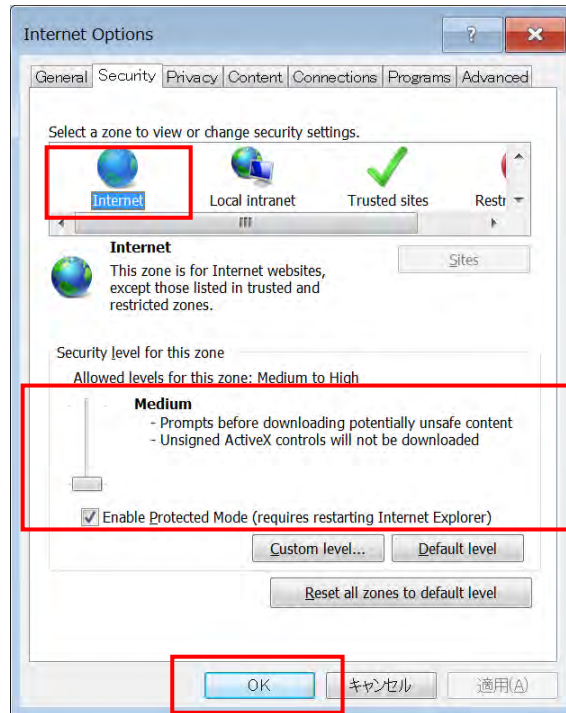 Internet Options
?
General Security Privacy Content Connections Programs Advanced
Select a zone to view or change security settings.
Internet Local intranet Trusted sites Restr
Internet
This zone is for Internet websites,
except those listed in trusted and
restricted zones.
Sites
Security level for this zone
Allowed levels for this zone: Medium to High
Medium
- Prompts before downloading potentially unsafe content
- Unsigned ActiveX controls will not be downloaded
Enable Protected Mode (requires restarting Internet Explorer)
Custom level... Default level
Reset all zones to default level
OK キャンセル 適用(A)